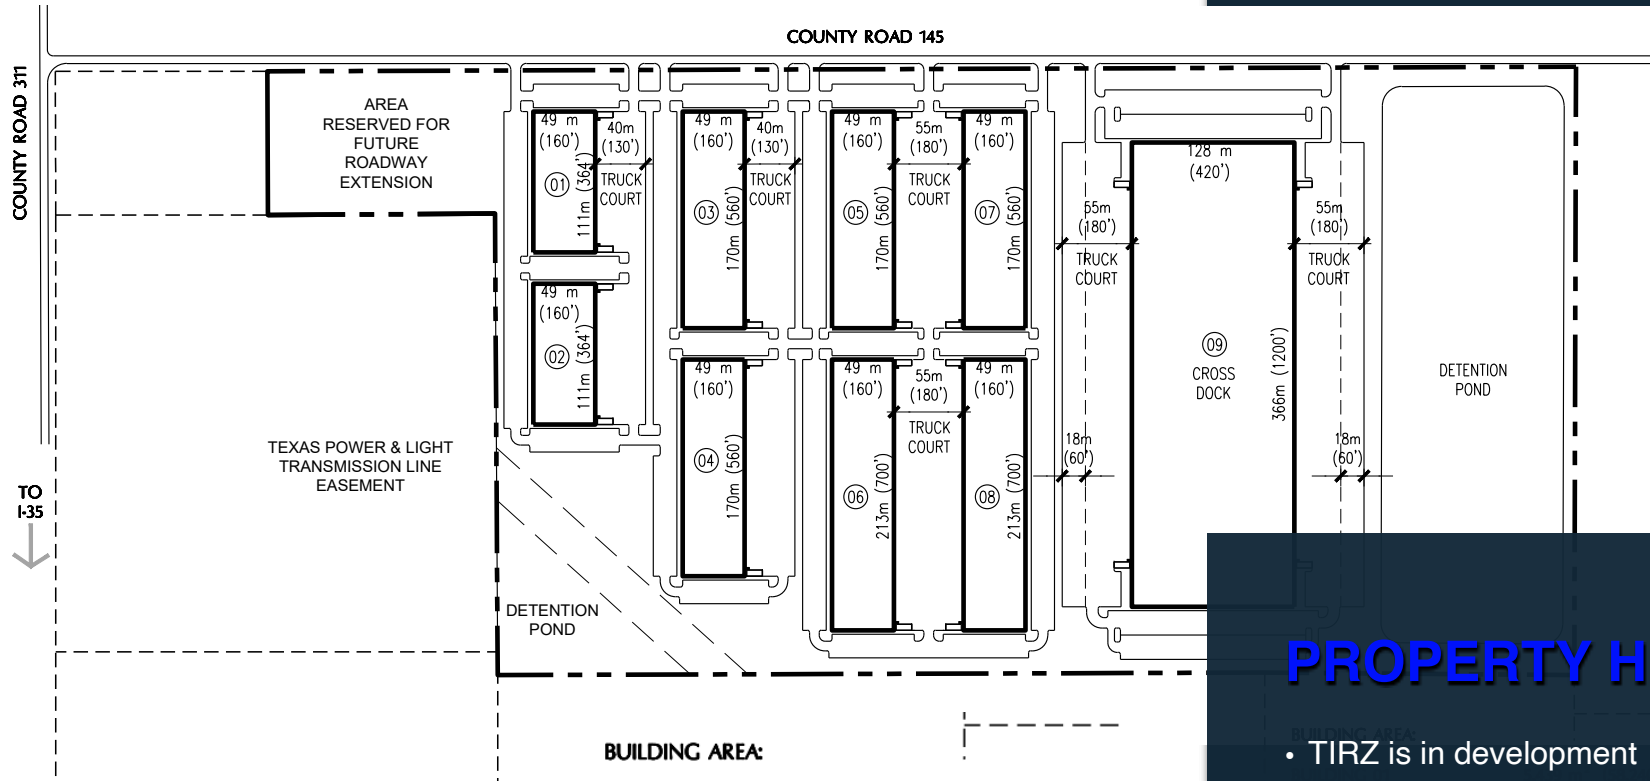 COUNTY ROAD 145
COUNTY ROAD 311
TO
I-35
AREA
RESERVED FOR
FUTURE
ROADWAY
EXTENSION
TEXAS POWER & LIGHT
TRANSMISSION LINE
EASEMENT
DETENTION
POND
49 m
(160')
01
111m (364')
40m
(130')
TRUCK
COURT
49 m
(160')
02
111m (364')
49 m
(160')
03
170m (560')
40m
(130')
TRUCK
COURT
49 m
(160')
04
170m (560')
49 m
(160')
05
170m (560')
55m
(180')
TRUCK
COURT
49 m
(160')
07
170m (560')
49 m
(160')
06
213m (700')
55m
(180')
TRUCK
COURT
49 m
(160')
08
213m (700')
55m
(180')
TRUCK
COURT
18m
(60')
128 m
(420')
09
CROSS
DOCK
366m (1200')
55m
(180')
TRUCK
COURT
18m
(60')
DETENTION
POND
BUILDING AREA:
PROPERTY H
BUILDING AREA:
• TIRZ is in development